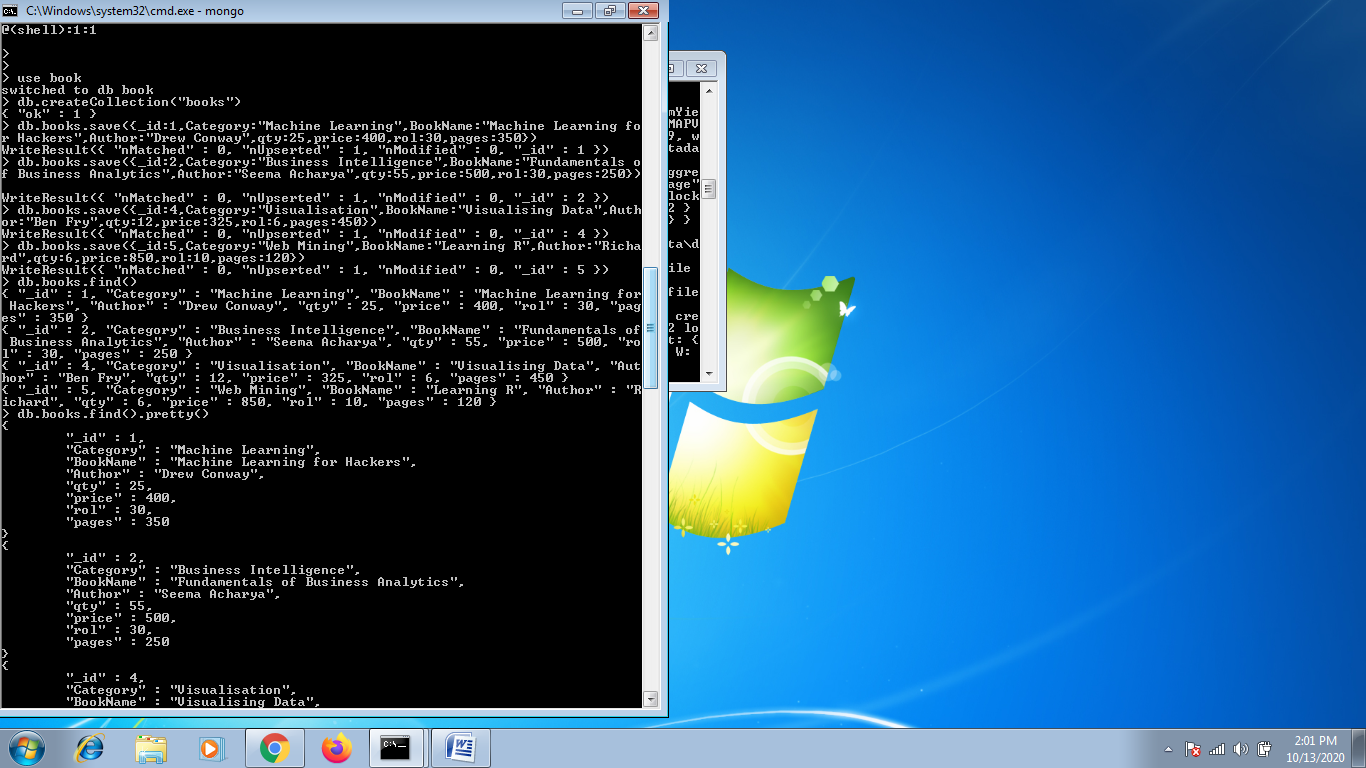 C:\Windows\system32\cmd.exe - mongo
@(shell):1:1
>
>
> use book
switched to db book
> db.createCollection("books")
{ "ok" : 1 }
> db.books.save({_id:1,Category:"Machine Learning",BookName:"Machine Learning fo
r Hackers",Author:"Drew Conway",qty:25,price:400,rol:30,pages:350})
WriteResult({ "nMatched" : 0, "nUpserted" : 1, "nModified" : 0, "_id" : 1 })
> db.books.save({_id:2,Category:"Business Intelligence",BookName:"Fundamentals o
f Business Analytics",Author:"Seema Acharya",qty:55,price:500,rol:30,pages:250})
WriteResult({ "nMatched" : 0, "nUpserted" : 1, "nModified" : 0, "_id" : 2 })
> db.books.save({_id:4,Category:"Visualisation",BookName:"Visualising Data",Auth
or:"Ben Fry",qty:12,price:325,rol:6,pages:450})
WriteResult({ "nMatched" : 0, "nUpserted" : 1, "nModified" : 0, "_id" : 4 })
> db.books.save({_id:5,Category:"Web Mining",BookName:"Learning R",Author:"Richa
rd",qty:6,price:850,rol:10,pages:120})
WriteResult({ "nMatched" : 0, "nUpserted" : 1, "nModified" : 0, "_id" : 5 })
> db.books.find()
{ "_id" : 1, "Category" : "Machine Learning", "BookName" : "Machine Learning for
 Hackers", "Author" : "Drew Conway", "qty" : 25, "price" : 400, "rol" : 30, "pag
es" : 350 }
{ "_id" : 2, "Category" : "Business Intelligence", "BookName" : "Fundamentals of
 Business Analytics", "Author" : "Seema Acharya", "qty" : 55, "price" : 500, "ro
l" : 30, "pages" : 250 }
{ "_id" : 4, "Category" : "Visualisation", "BookName" : "Visualising Data", "Aut
hor" : "Ben Fry", "qty" : 12, "price" : 325, "rol" : 6, "pages" : 450 }
{ "_id" : 5, "Category" : "Web Mining", "BookName" : "Learning R", "Author" : "R
ichard", "qty" : 6, "price" : 850, "rol" : 10, "pages" : 120 }
> db.books.find().pretty()
{
"_id" : 1,
"Category" : "Machine Learning",
"BookName" : "Machine Learning for Hackers",
"Author" : "Drew Conway",
"qty" : 25,
"price" : 400,
"rol" : 30,
"pages" : 350
}
{
"_id" : 2,
"Category" : "Business Intelligence",
"BookName" : "Fundamentals of Business Analytics",
"Author" : "Seema Acharya",
"qty" : 55,
"price" : 500,
"rol" : 30,
"pages" : 250
}
{
"_id" : 4,
"Category" : "Visualisation",
"BookName" : "Visualising Data",
mYie
MAPV
9, w
tada
ggre
age"
lock
2 }
} }
ta\d
ile
file
cre
2 lo
t: {
W:
2:01 PM
10/13/2020